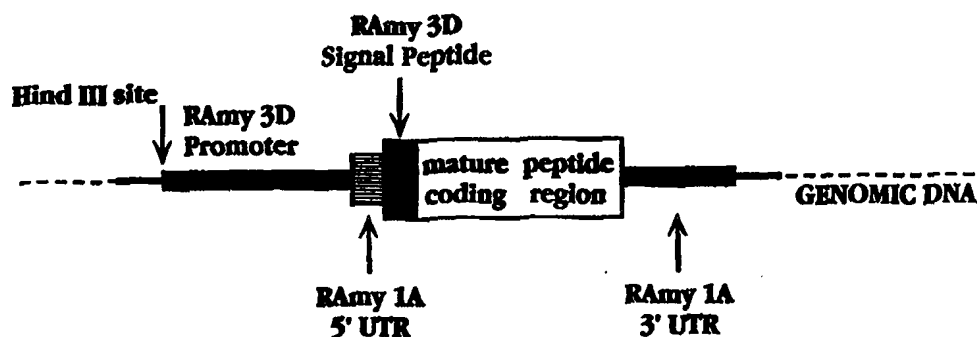 RAmy 3D
Signal Peptide
Hind III site
RAmy 3D
Promoter
mature peptide
coding region
GENOMIC DNA
RAmy 1A
5' UTR
RAmy 1A
3' UTR